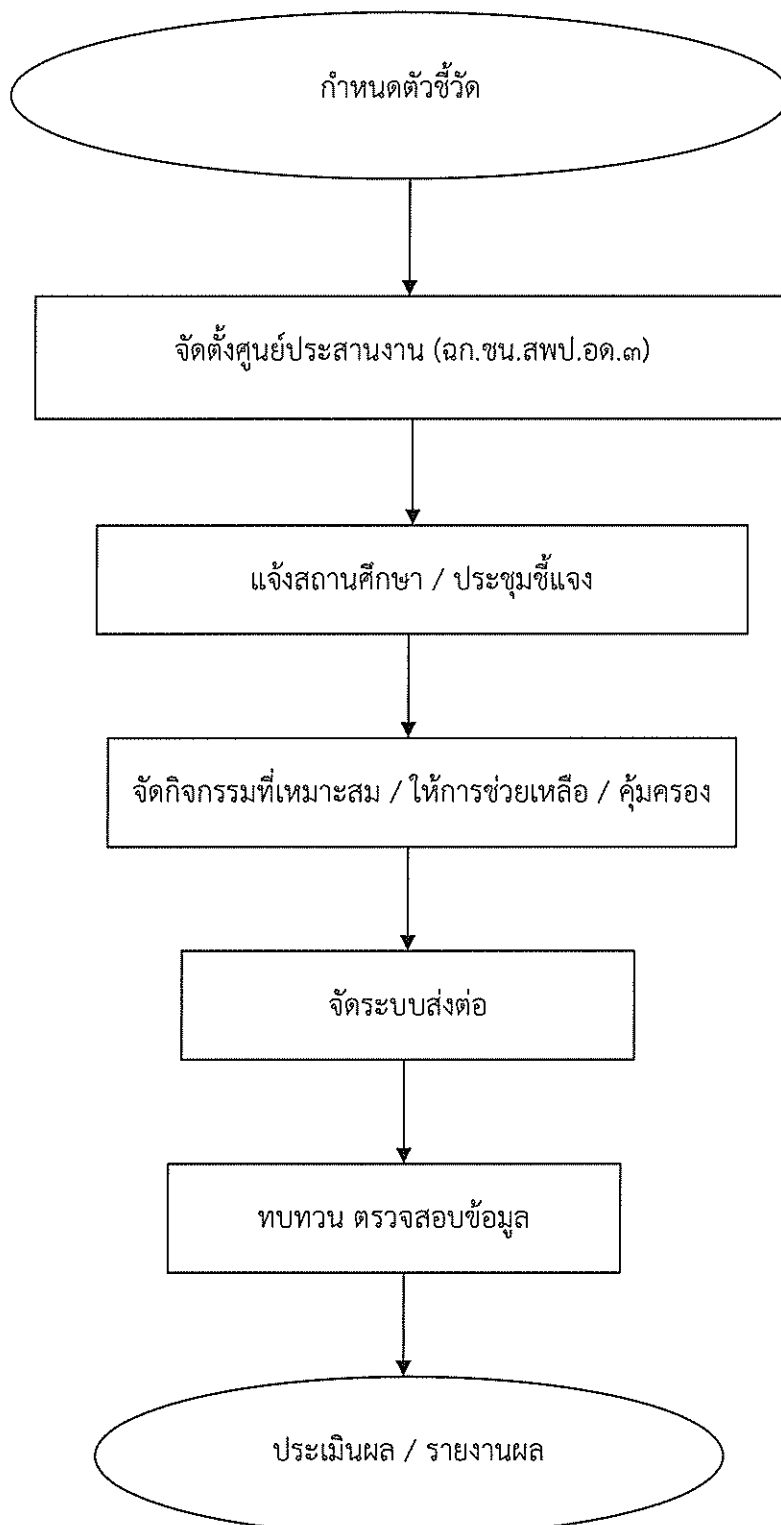 กำหนดตัวชี้วัด
จัดตั้งศูนย์ประสานงาน (ฉก.ชน.สพป.อด.๓)
แจ้งสถานศึกษา / ประชุมชี้แจง
จัดกิจกรรมที่เหมาะสม / ให้การช่วยเหลือ / คุ้มครอง
จัดระบบส่งต่อ
ทบทวน ตรวจสอบข้อมูล
ประเมินผล / รายงานผล